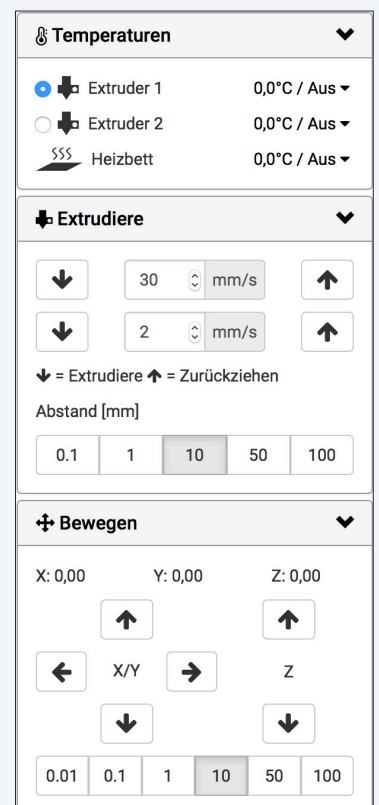 Temperaturen
Extruder 1 0,0°C / Aus
Extruder 2 0,0°C / Aus
Heizbett 0,0°C / Aus
Extrudiere
30 mm/s
2 mm/s
= Extrudiere = Zurückziehen
Abstand [mm]
0.1 1 10 50 100
Bewegen
X: 0,00 Y: 0,00 Z: 0,00
X/Y Z
0.01 0.1 1 10 50 100